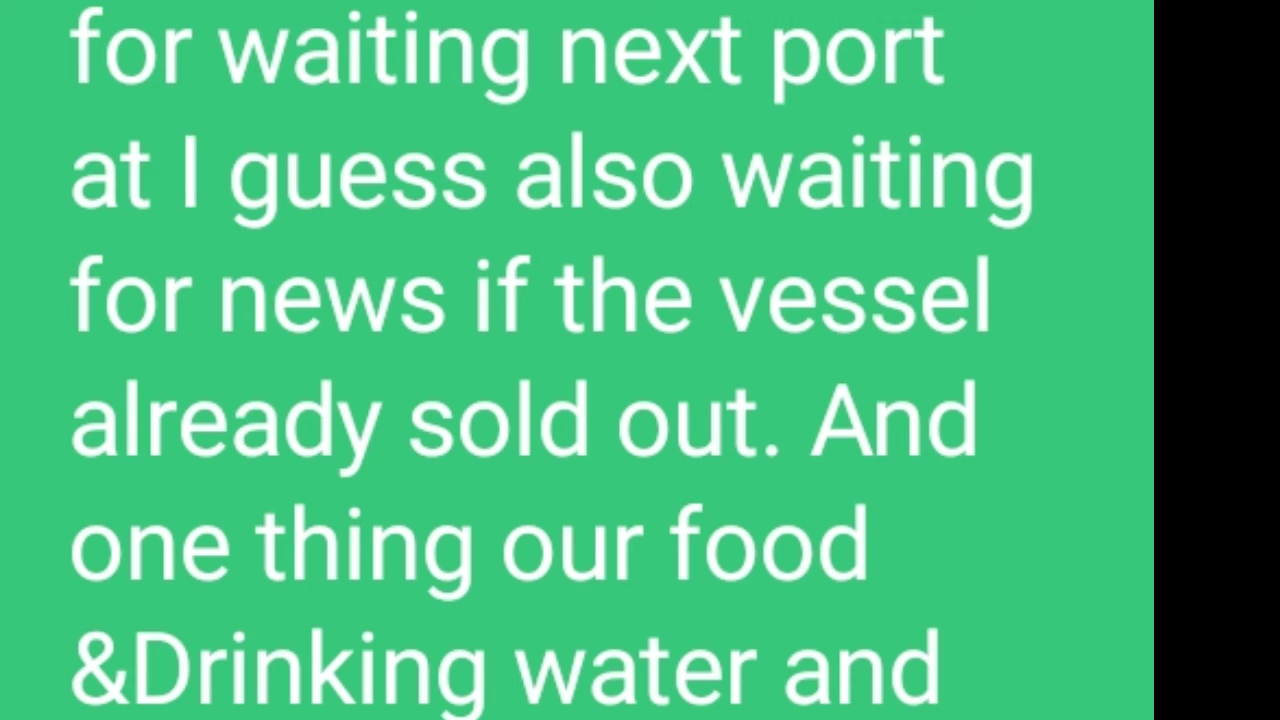 for waiting next port
at I guess also waiting
for news if the vessel
already sold out. And
one thing our food
&Drinking water and